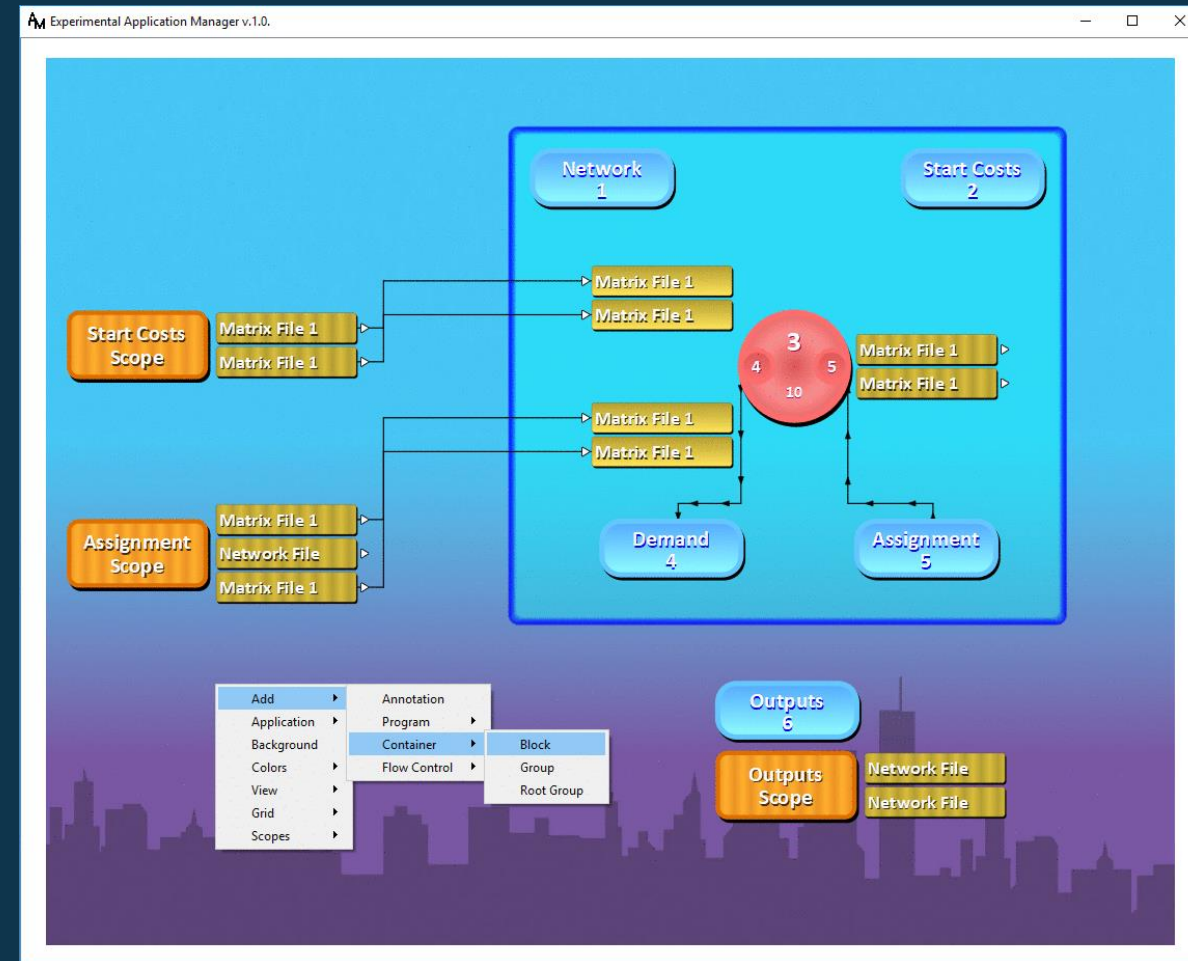 AM Experimental Application Manager v.1.0.
Network
1
Start Costs
2
Matrix File 1
Matrix File 1
Start Costs
Scope
Matrix File 1
Matrix File 1
3
4
5
10
Matrix File 1
Matrix File 1
Matrix File 1
Matrix File 1
Assignment
Scope
Matrix File 1
Network File
Matrix File 1
Demand
4
Assignment
5
Add
Application
Background
Colors
View
Grid
Scopes
Annotation
Program
Container
Flow Control
Block
Group
Root Group
Outputs
6
Outputs
Scope
Network File
Network File